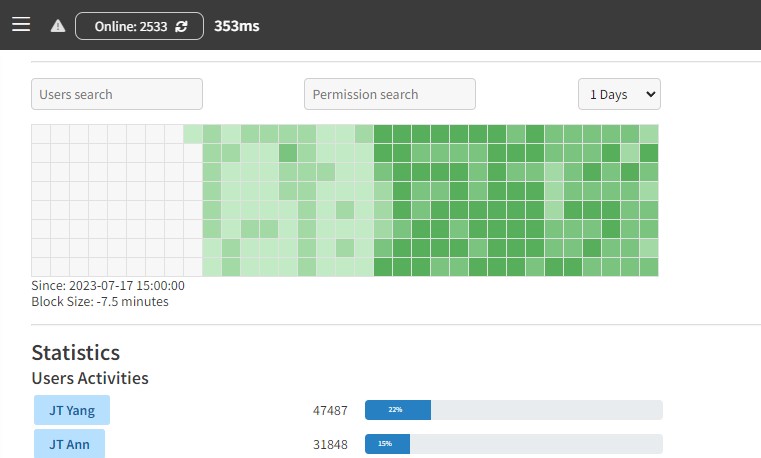 Online: 2533 353ms
Users search Permission search 1 Days
Since: 2023-07-17 15:00:00
Block Size: -7.5 minutes
Statistics
Users Activities
JT Yang 47487 22%
JT Ann 31848 15%